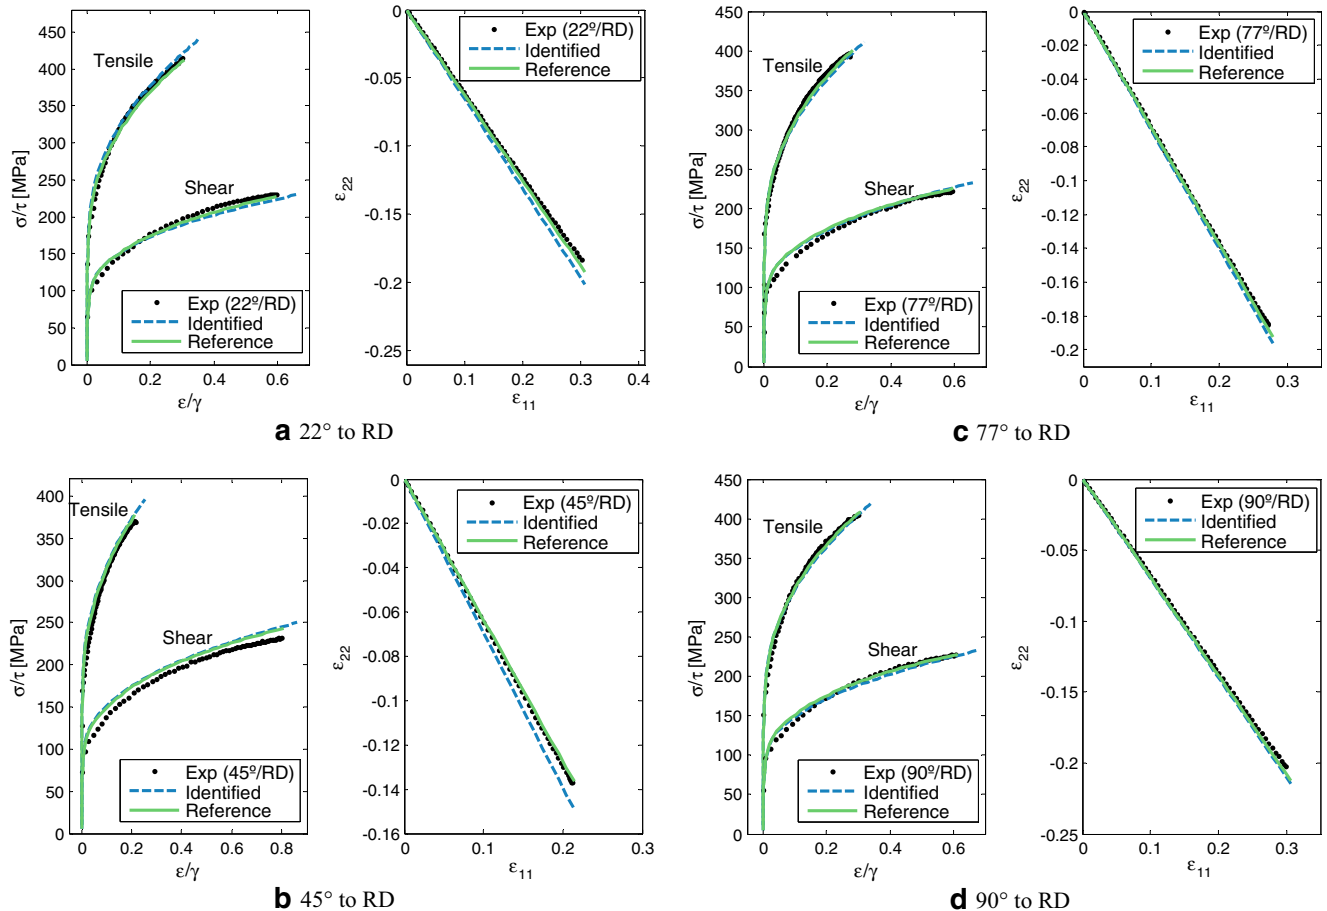 450
400
350
300
250
200
150
100
50
0
σ/τ [MPa]
Tensile
Shear
Exp (22º/RD)
Identified
Reference
0 0.2 0.4 0.6
ε/γ
0
-0.05
-0.1
-0.15
-0.2
-0.25
ε22
Exp (22º/RD)
Identified
Reference
0 0.1 0.2 0.3 0.4
ε11
a 22° to RD
450
400
350
300
250
200
150
100
50
0
σ/τ [MPa]
Tensile
Shear
Exp (77º/RD)
Identified
Reference
0 0.2 0.4 0.6
ε/γ
0
-0.02
-0.04
-0.06
-0.08
-0.1
-0.12
-0.14
-0.16
-0.18
-0.2
ε22
Exp (77º/RD)
Identified
Reference
0 0.1 0.2 0.3
ε11
c 77° to RD
400
350
300
250
200
150
100
50
0
σ/τ [MPa]
Tensile
Shear
Exp (45º/RD)
Identified
Reference
0 0.2 0.4 0.6 0.8
ε/γ
0
-0.02
-0.04
-0.06
-0.08
-0.1
-0.12
-0.14
-0.16
ε22
Exp (45º/RD)
Identified
Reference
0 0.1 0.2 0.3
ε11
b 45° to RD
450
400
350
300
250
200
150
100
50
0
σ/τ [MPa]
Tensile
Shear
Exp (90º/RD)
Identified
Reference
0 0.2 0.4 0.6
ε/γ
0
-0.05
-0.1
-0.15
-0.2
-0.25
ε22
Exp (90º/RD)
Identified
Reference
0 0.1 0.2 0.3
ε11
d 90° to RD